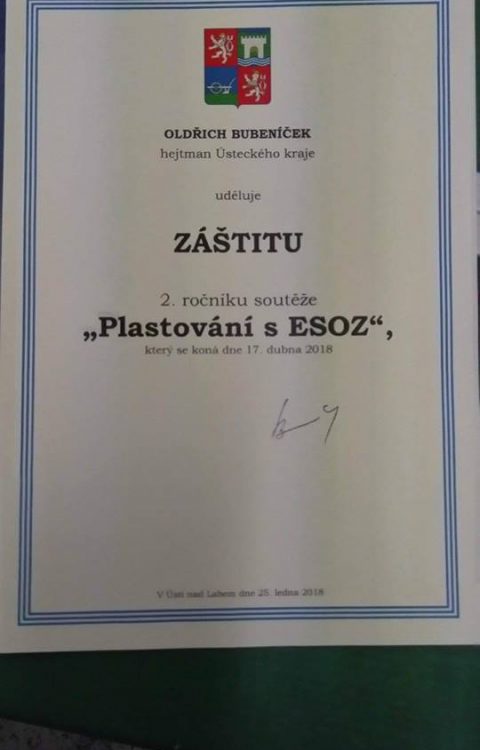 OLDŘICH BUBENÍČEK
hejtman Ústeckého kraje
uděluje
ZÁŠTITU
2. ročníku soutěže
„Plastování s ESOZ“,
který se koná dne 17. dubna 2018
V Ústí nad Labem dne 25. ledna 2018